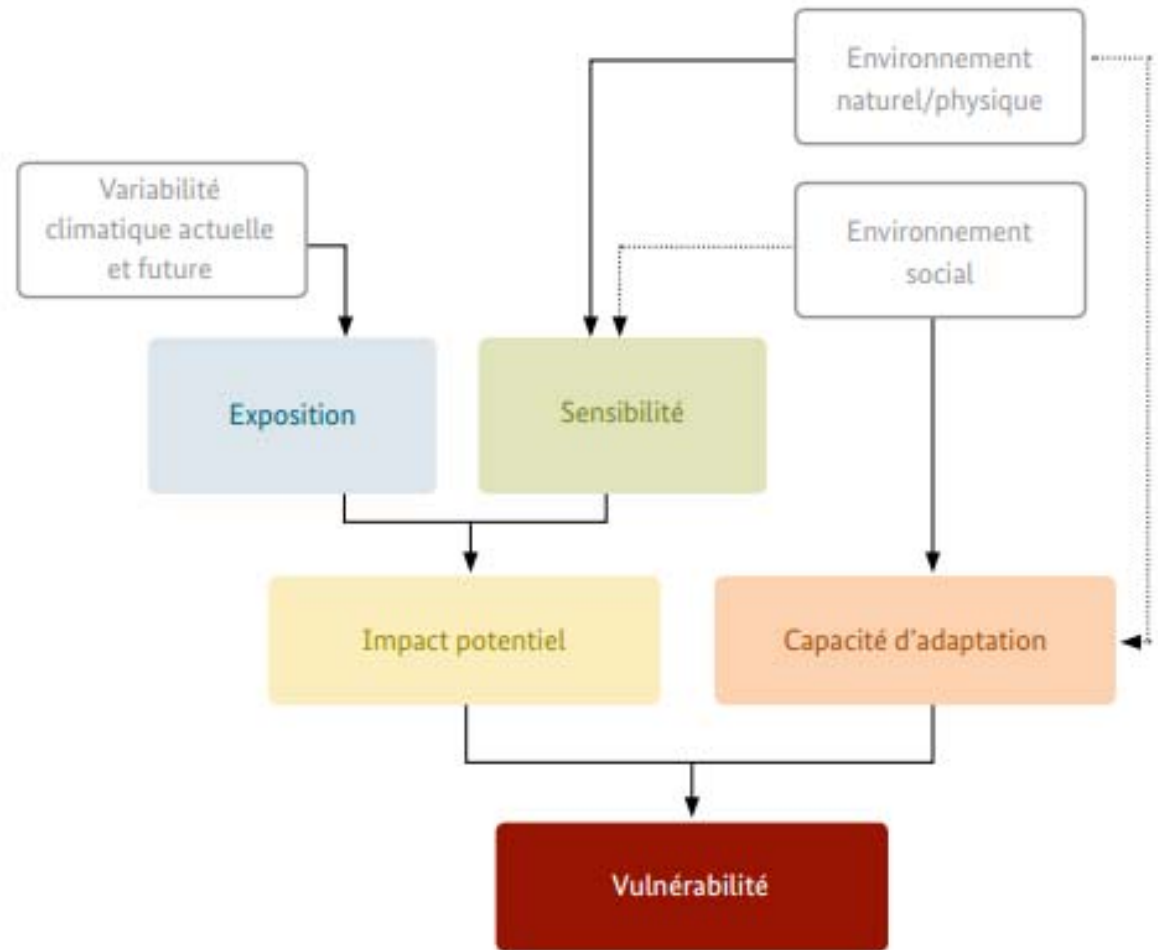 Environnement
naturel/physique
Variabilité
climatique actuelle
et future
Environnement
social
Exposition
Sensibilité
Impact potentiel
Capacité d’adaptation
Vulnérabilité